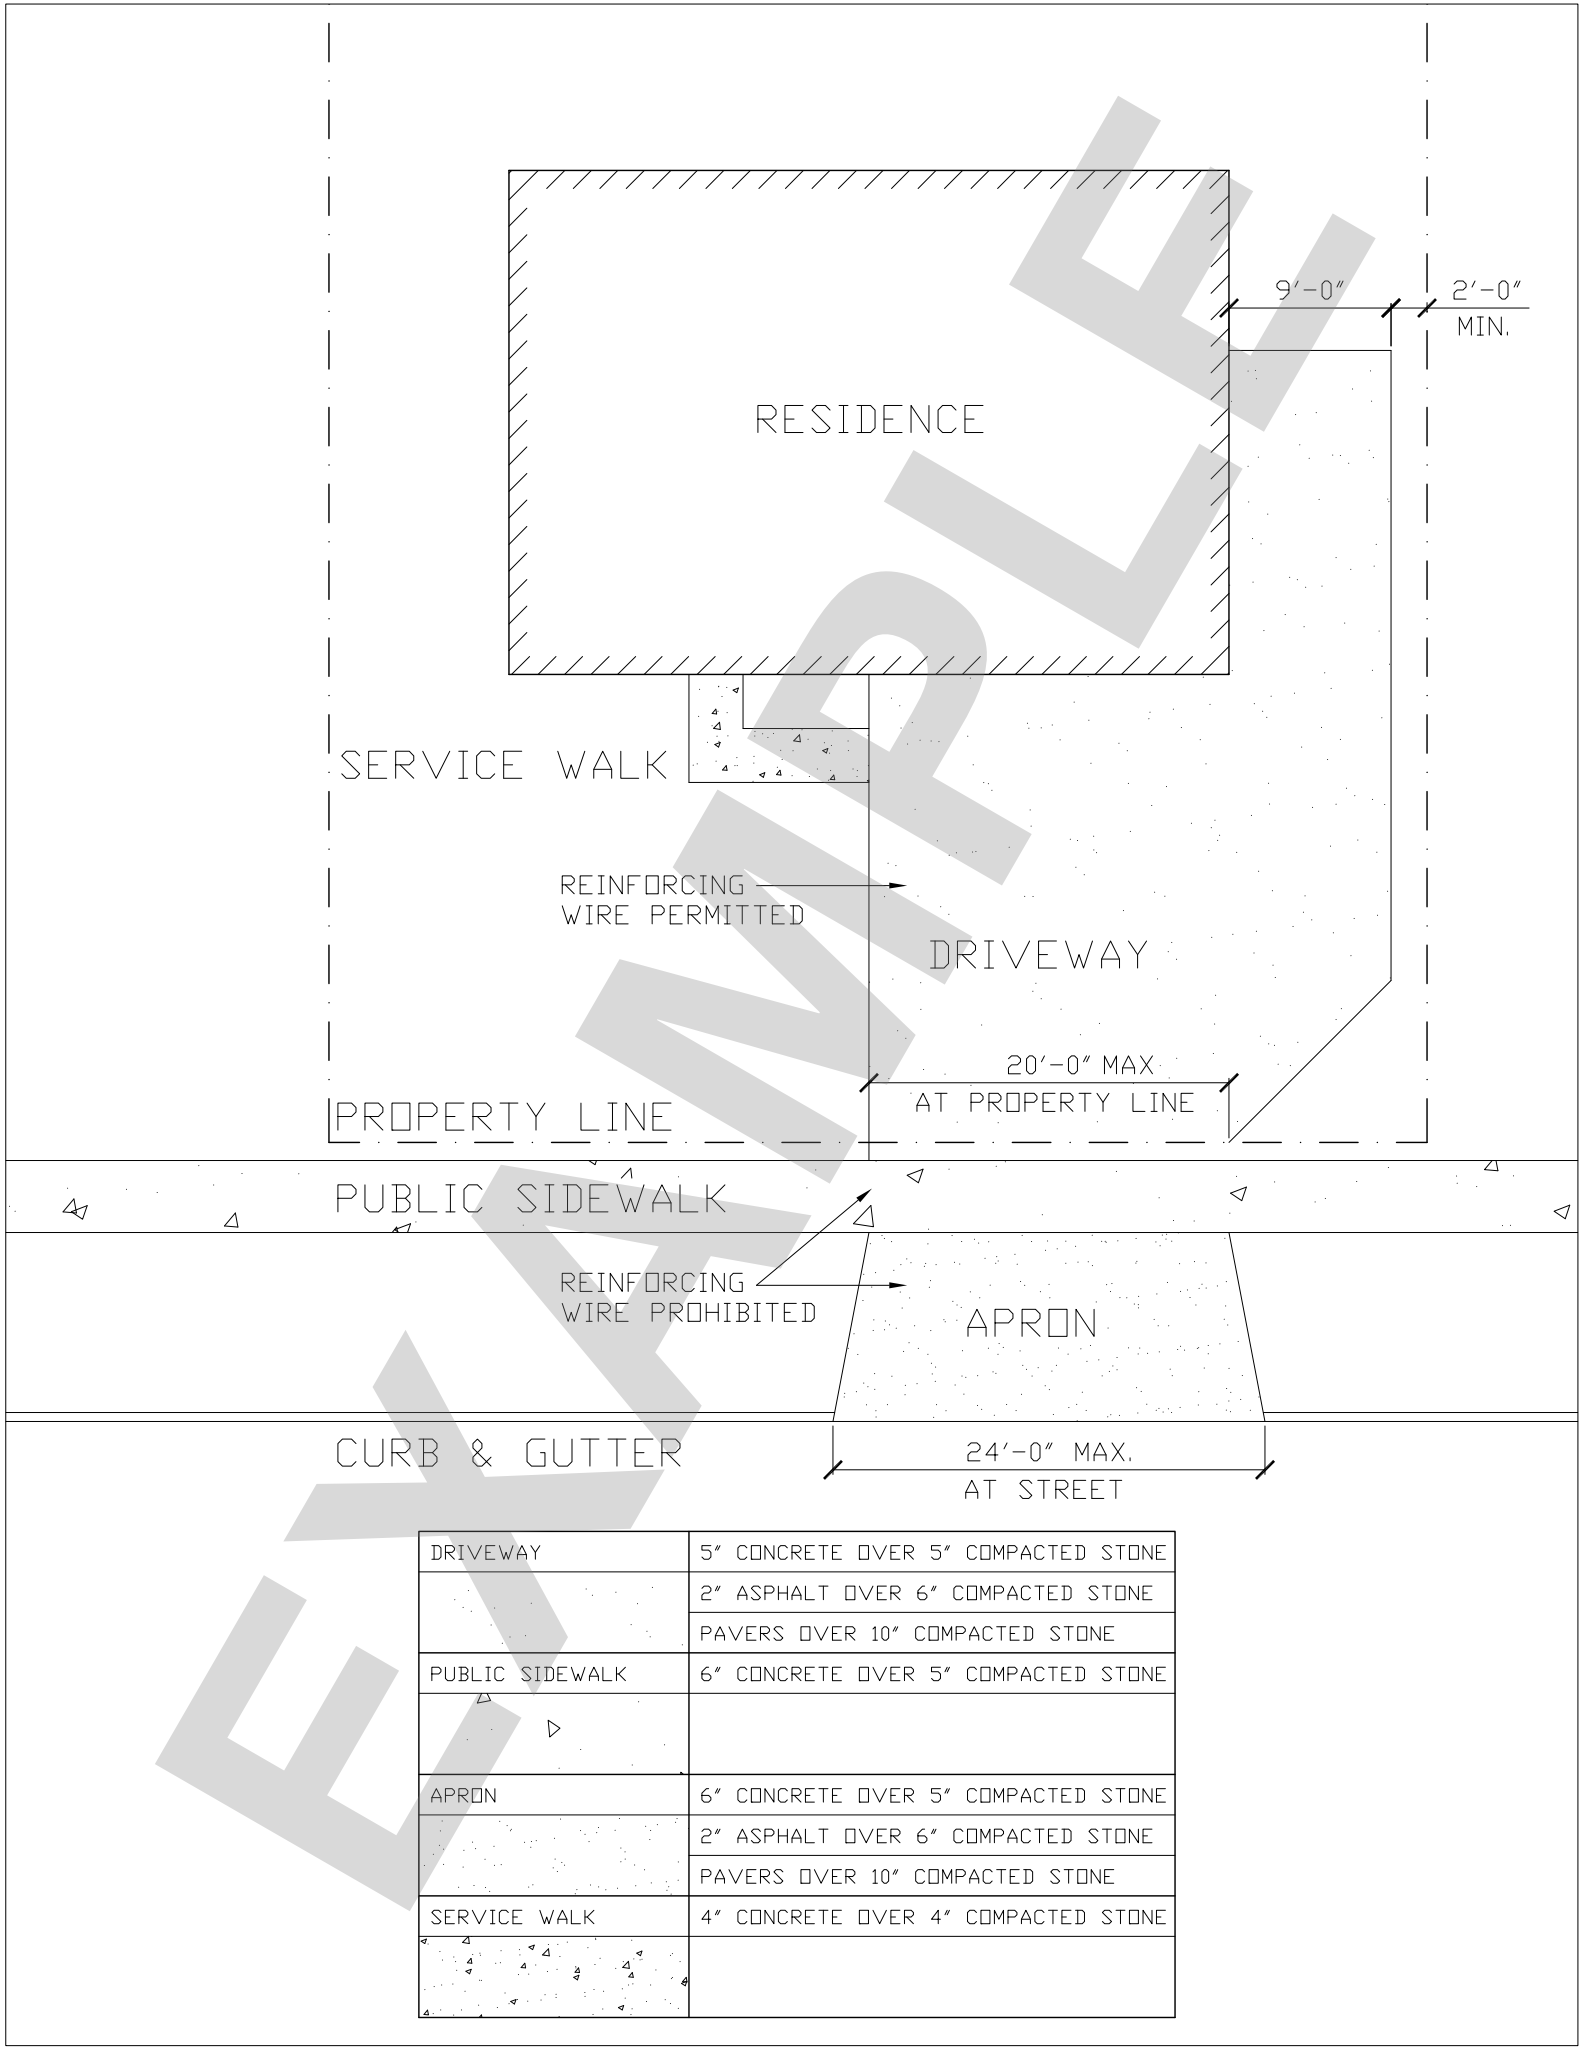 EXAMPLE
9'-0"
2'-0"
MIN.
RESIDENCE
SERVICE WALK
REINFORCING
WIRE PERMITTED
DRIVEWAY
20'-0" MAX
AT PROPERTY LINE
PROPERTY LINE
PUBLIC SIDEWALK
REINFORCING
WIRE PROHIBITED
APRON
CURB & GUTTER
24'-0" MAX.
AT STREET
DRIVEWAY
5" CONCRETE OVER 5" COMPACTED STONE
2" ASPHALT OVER 6" COMPACTED STONE
PAVERS OVER 10" COMPACTED STONE
PUBLIC SIDEWALK
6" CONCRETE OVER 5" COMPACTED STONE
APRON
6" CONCRETE OVER 5" COMPACTED STONE
2" ASPHALT OVER 6" COMPACTED STONE
PAVERS OVER 10" COMPACTED STONE
SERVICE WALK
4" CONCRETE OVER 4" COMPACTED STONE